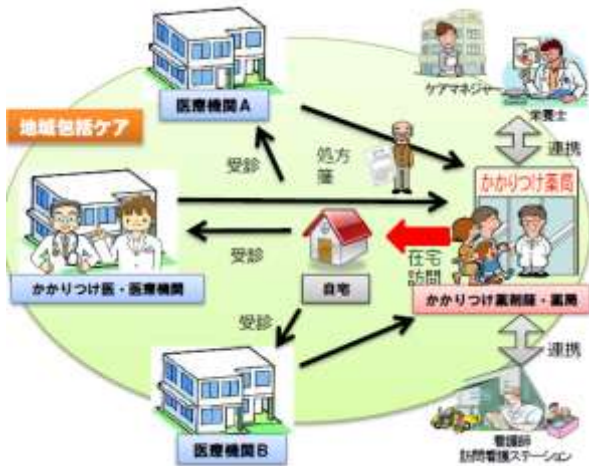 医療機関A
ケアマネジャー
栄養士
地域包括ケア
受診
処方
箋
連携
かかりつけ薬局
受診
在宅
訪問
かかりつけ医・医療機関
自宅
かかりつけ薬剤師・薬局
受診
連携
医療機関B
看護師
訪問看護ステーション